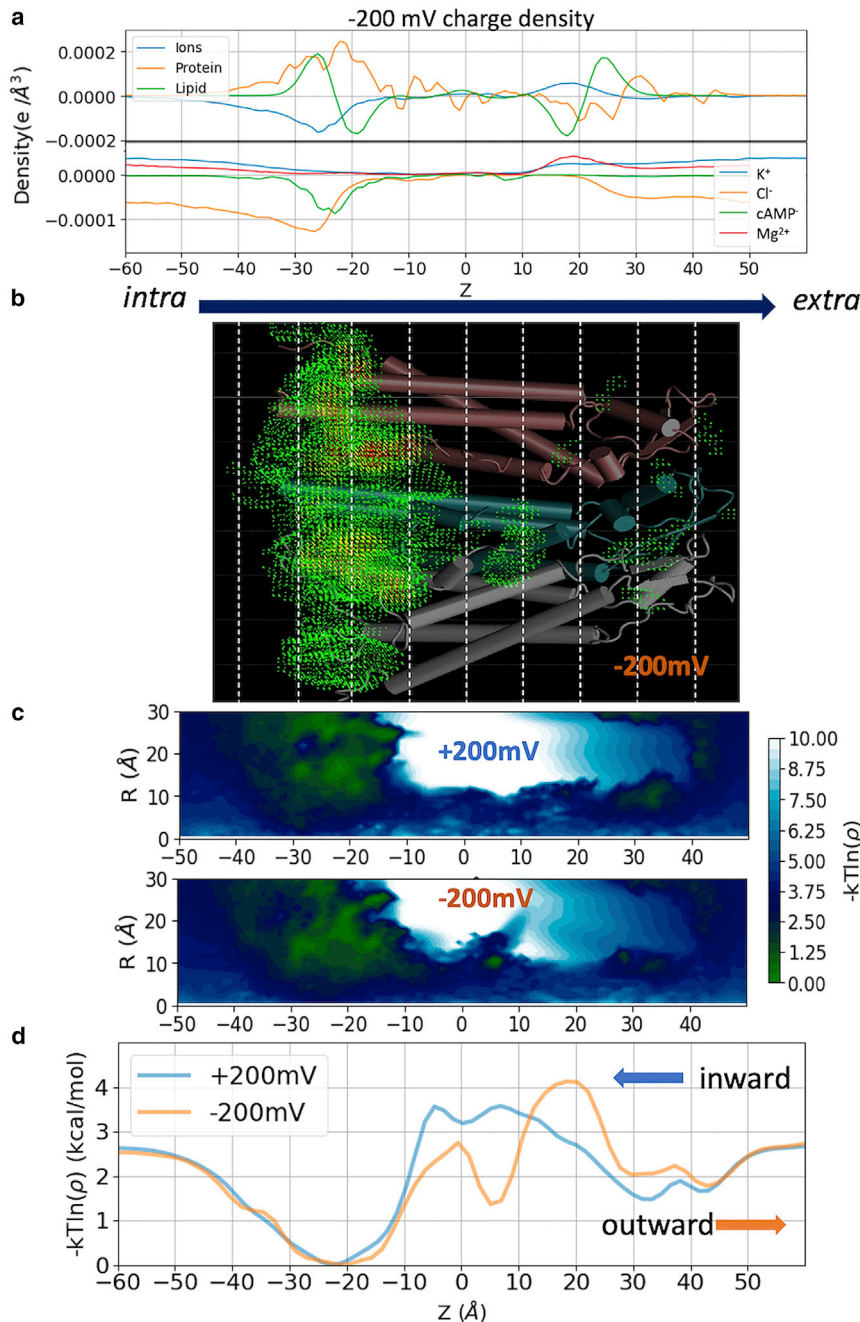 a
-200 mV charge density
0.0002
0.0000
−0.0002
Ions
Protein
Lipid
Density(e /Å³)
0.0000
−0.0001
K⁺
Cl⁻
cAMP⁻
Mg²⁺
−60 −50 −40 −30 −20 −10 0 10 20 30 40 50
Z
b
intra
extra
-200mV
c
R (Å)
30
20
10
0
+200mV
−50 −40 −30 −20 −10 0 10 20 30 40
R (Å)
30
20
10
0
-200mV
−50 −40 −30 −20 −10 0 10 20 30 40
10.00
8.75
7.50
6.25
5.00
3.75
2.50
1.25
0.00
-kTln(ρ)
d
-kTln(ρ) (kcal/mol)
4
3
2
1
0
+200mV
-200mV
inward
outward
−60 −50 −40 −30 −20 −10 0 10 20 30 40 50
Z (Å)